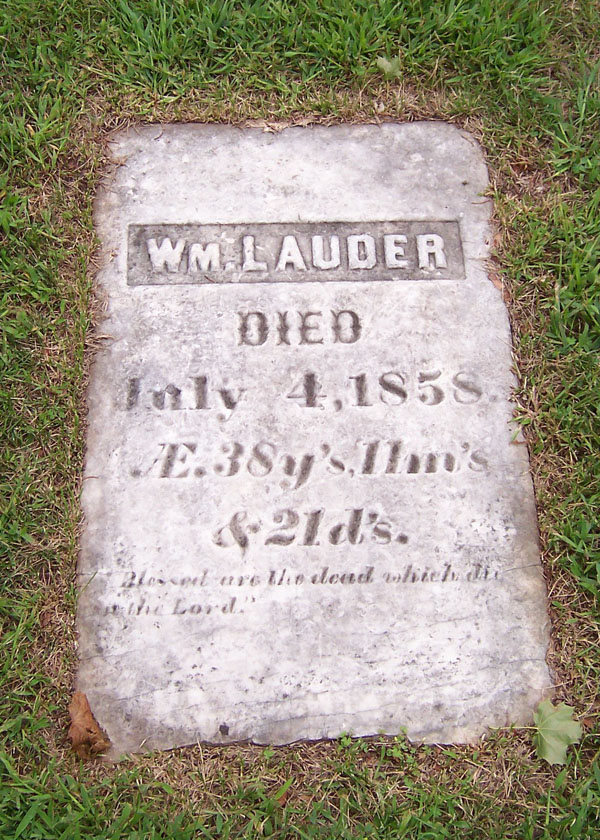 WM. LAUDER
DIED
July 4, 1858.
Æ. 38 y's, 11 m's
& 21 d's.
"Blessed are the dead which die
in the Lord."